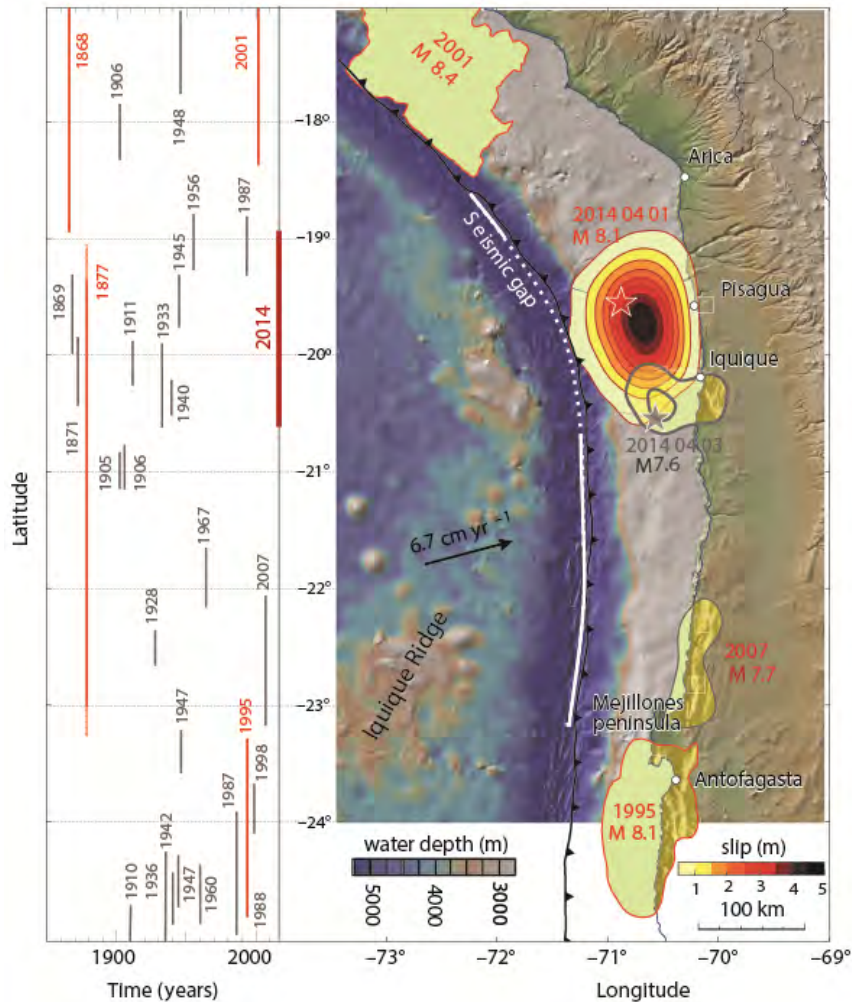 1868
2001
1906
1948
1956
1987
1945
1877
1869
1911
1933
2014
1940
1871
1905
1906
1967
2007
1928
1947
1995
1998
1987
1942
1910
1936
1947
1960
1988
Latitude
1900
2000
Time (years)
−18°
−19°
−20°
−21°
−22°
−23°
−24°
2001
M 8.4
Arica
2014 04 01
M 8.1
Seismic gap
Pisagua
Iquique
2014 04 03
M7.6
6.7 cm yr⁻¹
Iquique Ridge
2007
M 7.7
Mejillones
peninsula
Antofagasta
1995
M 8.1
water depth (m)
5000
4000
3000
slip (m)
1 2 3 4 5
100 km
−73° −72° −71° −70° −69°
Longitude